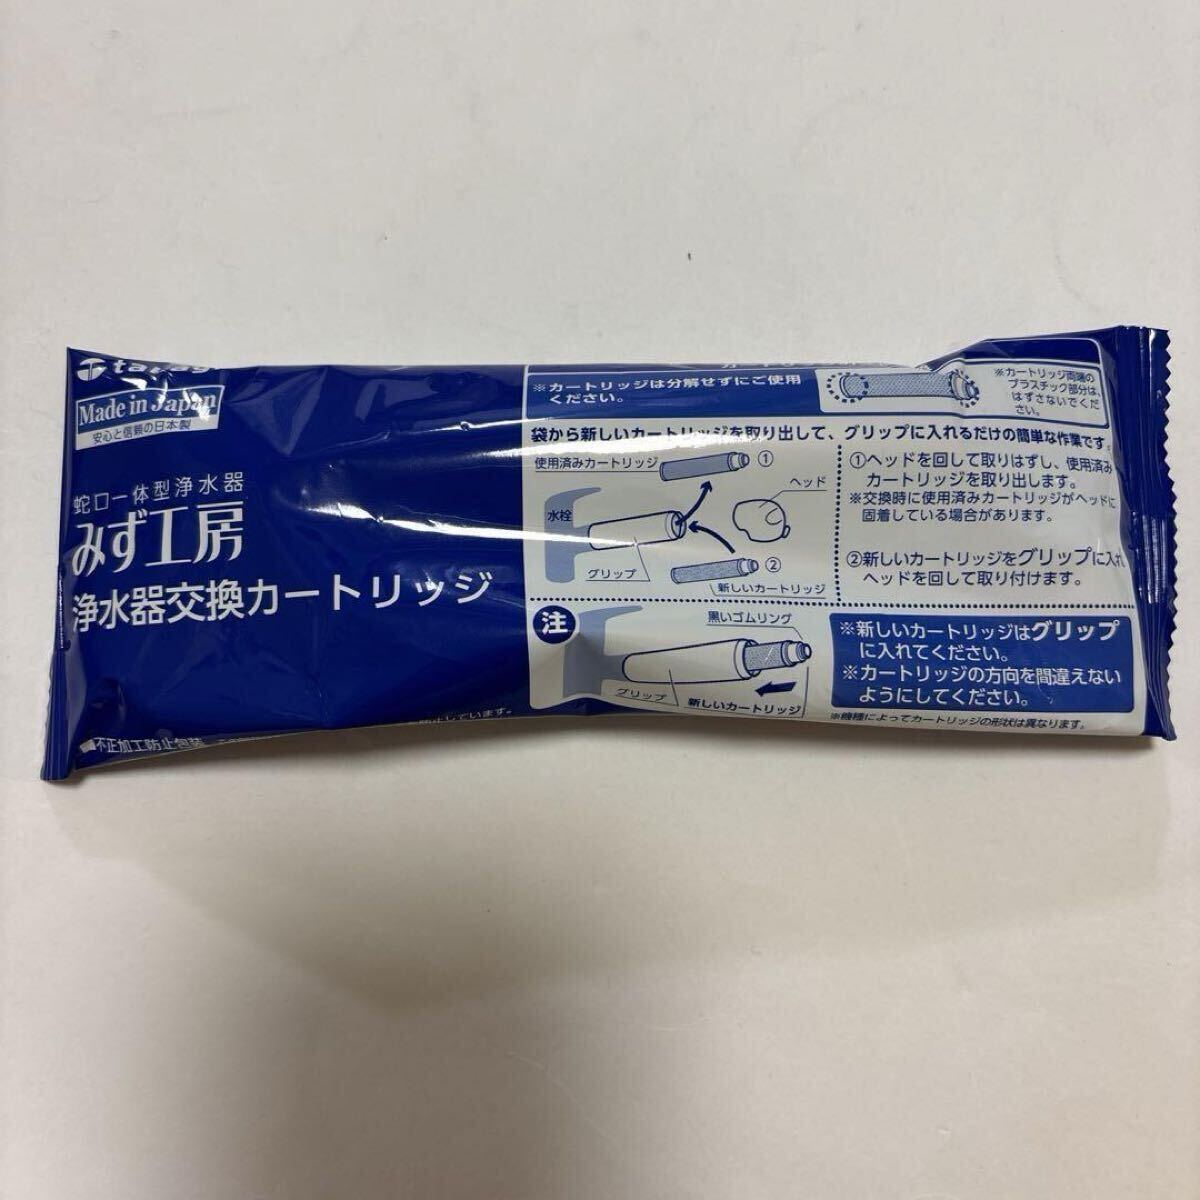 Made in Japan
安心と信頼の日本製
蛇口一体型浄水器
みず工房
浄水器交換カートリッジ
■不正加工防止包装
※カートリッジは分解せずにご使用
ください。
※カートリッジ両端の
プラスチック部分は、
はずさないでくだ
さい。
袋から新しいカートリッジを取り出して、グリップに入れるだけの簡単な作業です。
使用済みカートリッジ
①
ヘッド
水栓
グリップ
②
新しいカートリッジ
①ヘッドを回して取りはずし、使用済み
カートリッジを取り出します。
※交換時に使用済みカートリッジがヘッドに
固着している場合があります。
②新しいカートリッジをグリップに入れ
ヘッドを回して取り付けます。
注
黒いゴムリング
グリップ
新しいカートリッジ
※新しいカートリッジはグリップ
に入れてください。
※カートリッジの方向を間違えない
ようにしてください。
※機種によってカートリッジの形状は異なります。